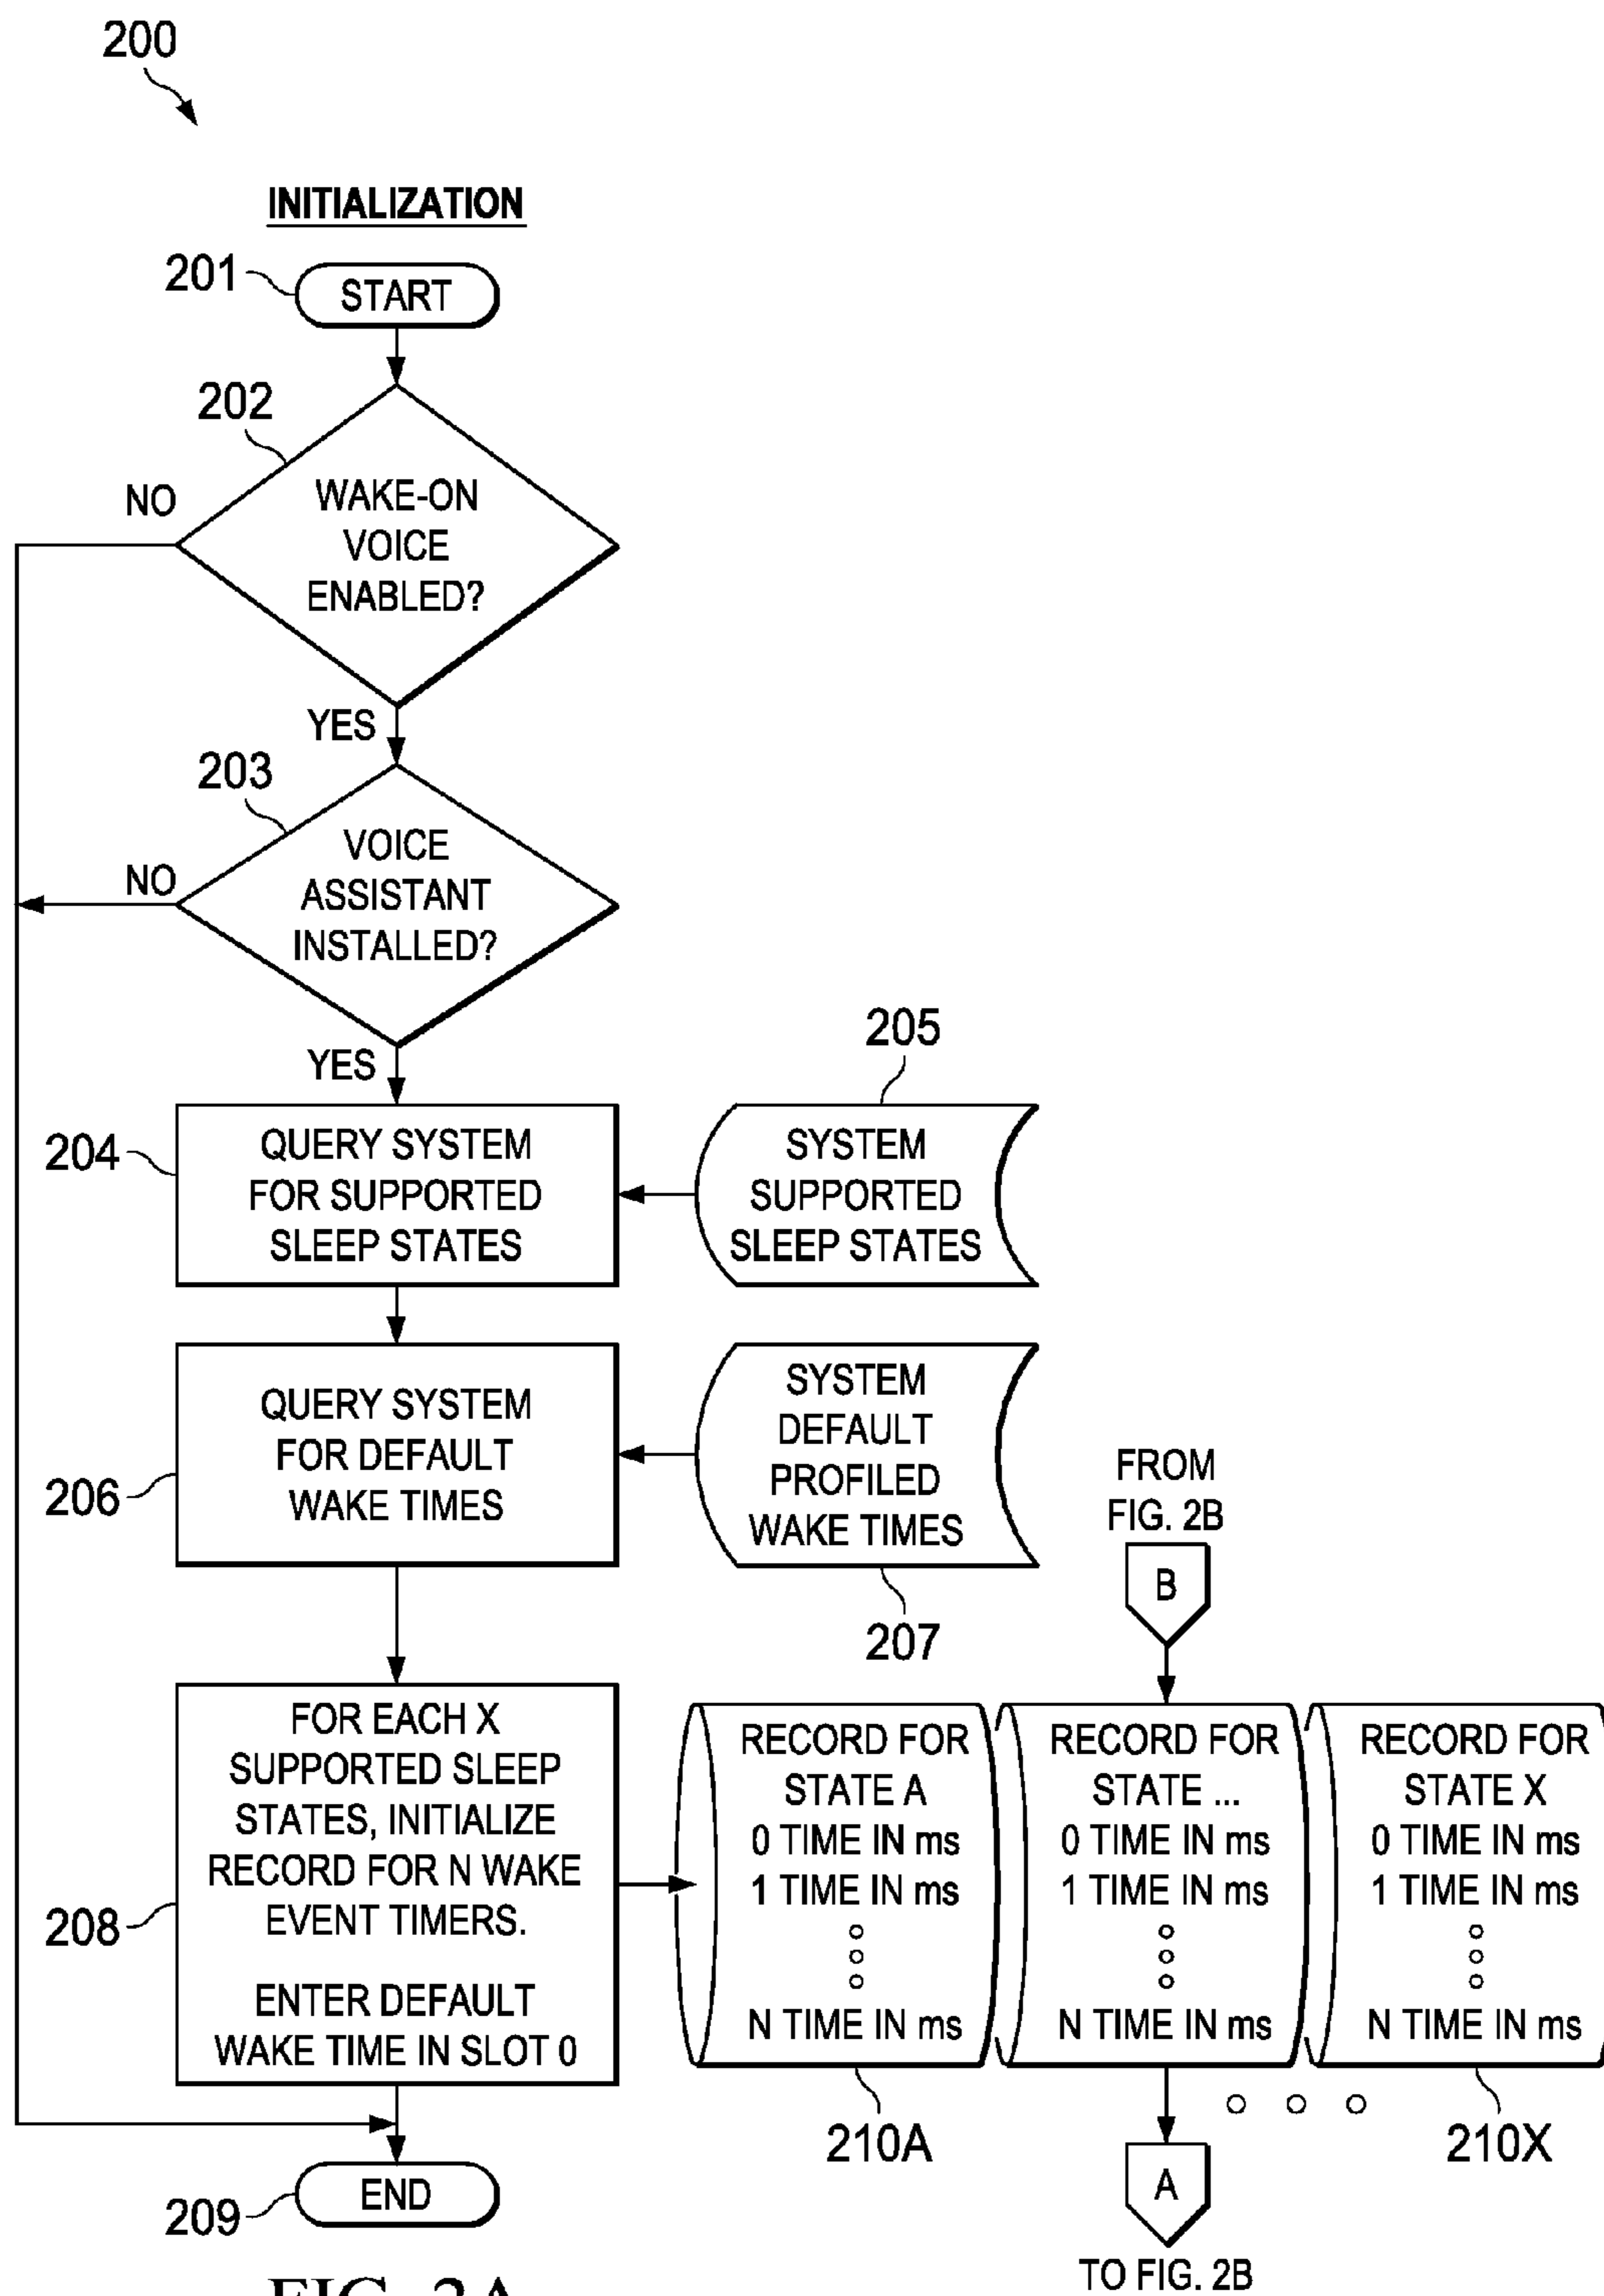 200
INITIALIZATION
201
START
202
NO
WAKE-ON
VOICE
ENABLED?
YES
203
NO
VOICE
ASSISTANT
INSTALLED?
YES
204
QUERY SYSTEM
FOR SUPPORTED
SLEEP STATES
205
SYSTEM
SUPPORTED
SLEEP STATES
206
QUERY SYSTEM
FOR DEFAULT
WAKE TIMES
SYSTEM
DEFAULT
PROFILED
WAKE TIMES
207
FROM
FIG. 2B
B
208
FOR EACH X
SUPPORTED SLEEP
STATES, INITIALIZE
RECORD FOR N WAKE
EVENT TIMERS.
ENTER DEFAULT
WAKE TIME IN SLOT 0
RECORD FOR
STATE A
0 TIME IN ms
1 TIME IN ms
N TIME IN ms
210A
RECORD FOR
STATE ...
0 TIME IN ms
1 TIME IN ms
N TIME IN ms
RECORD FOR
STATE X
0 TIME IN ms
1 TIME IN ms
N TIME IN ms
210X
209
END
A
TO FIG. 2B
FIG. 2A